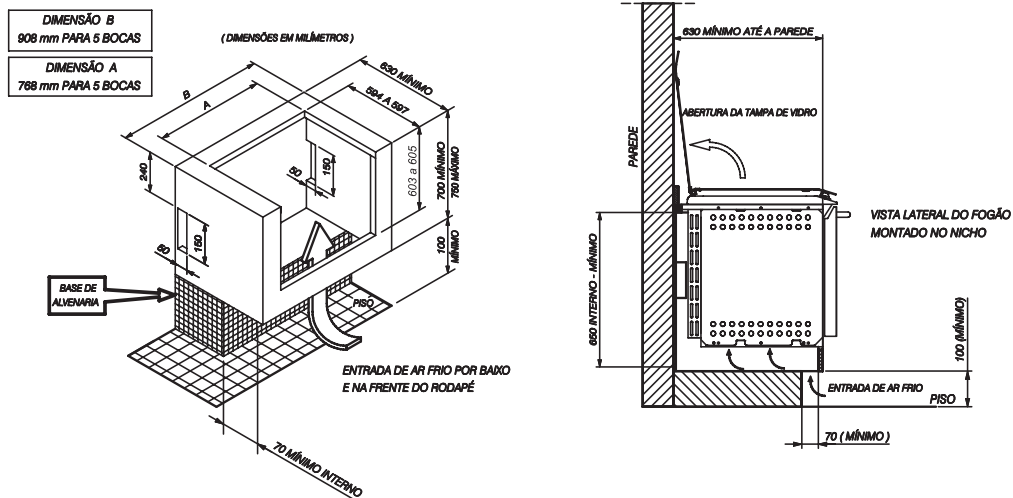 DIMENSÃO B
908 mm PARA 5 BOCAS
DIMENSÃO A
768 mm PARA 5 BOCAS
( DIMENSÕES EM MILÍMETROS )
B
A
630 MÍNIMO
594 A 597
603 a 605
700 MÍNIMO
760 MÁXIMO
100
MÍNIMO
240
50
150
50
150
BASE DE
ALVENARIA
PISO
ENTRADA DE AR FRIO POR BAIXO
E NA FRENTE DO RODAPÉ
70 MÍNIMO INTERNO
630 MÍNIMO ATÉ A PAREDE
ABERTURA DA TAMPA DE VIDRO
PAREDE
VISTA LATERAL DO FOGÃO
MONTADO NO NICHO
650 INTERNO - MÍNIMO
100 (MÍNIMO)
ENTRADA DE AR FRIO
PISO
70 ( MÍNIMO )